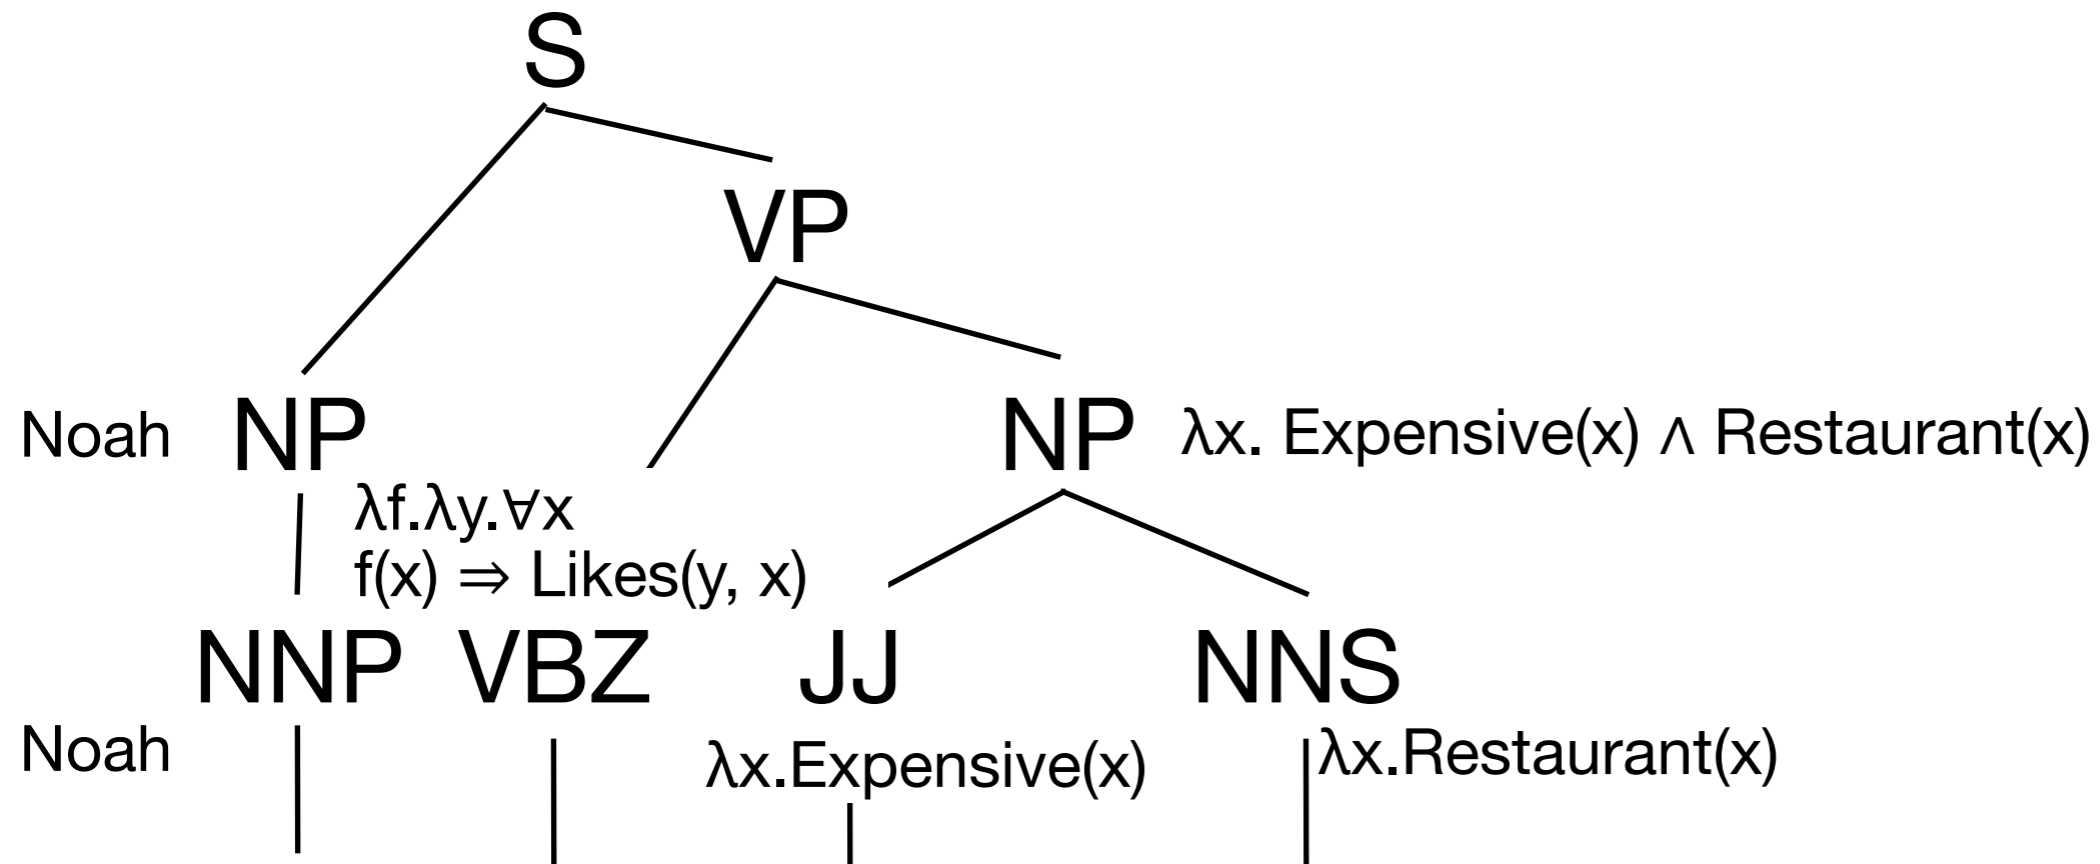 S
VP
Noah NP
NP λx. Expensive(x) ∧ Restaurant(x)
λf.λy.∀x
f(x) ⇒ Likes(y, x)
NNP VBZ JJ NNS
Noah
λx.Expensive(x)
λx.Restaurant(x)